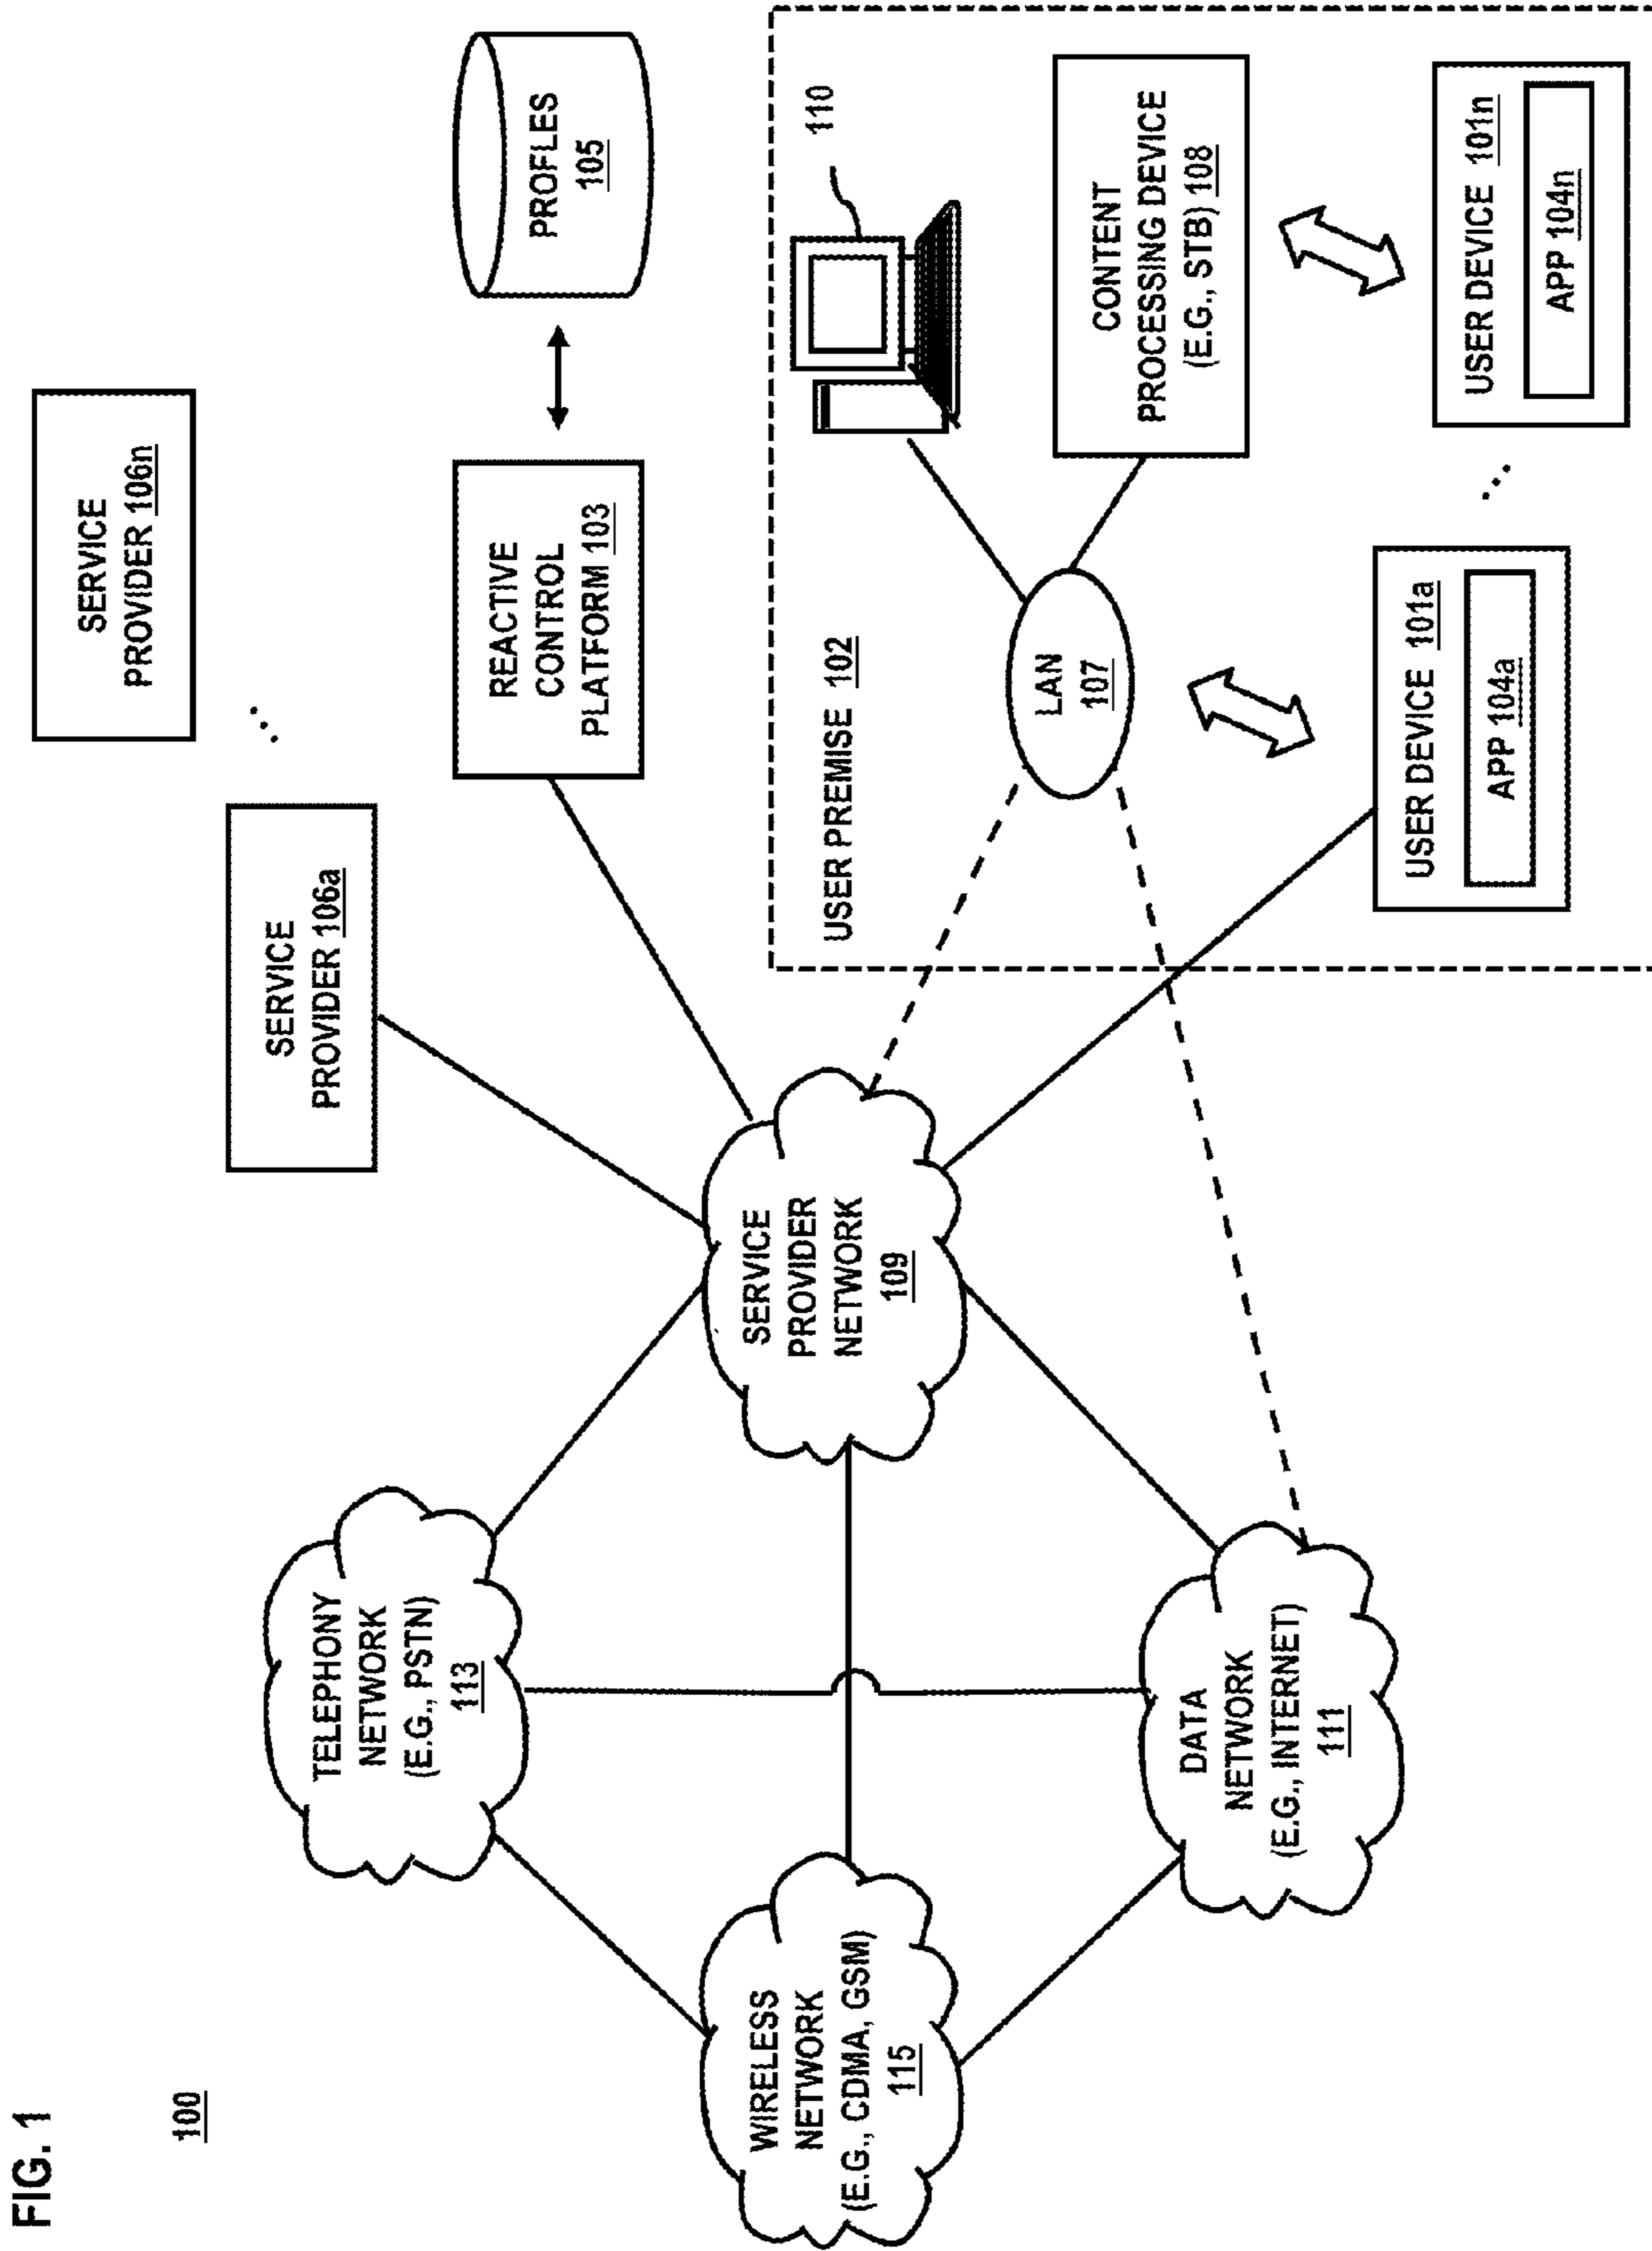 FIG. 1
100
SERVICE
PROVIDER 106n
SERVICE
PROVIDER 106a
REACTIVE
CONTROL
PLATFORM 103
PROFLES
105
TELEPHONY
NETWORK
(E.G., PSTN)
113
SERVICE
PROVIDER
NETWORK
109
WIRELESS
NETWORK
(E.G., CDMA, GSM)
115
DATA
NETWORK
(E.G., INTERNET)
111
USER PREMISE 102
110
LAN
107
CONTENT
PROCESSING DEVICE
(E.G., STB) 108
USER DEVICE 101a
APP 104a
...
USER DEVICE 101n
APP 104n